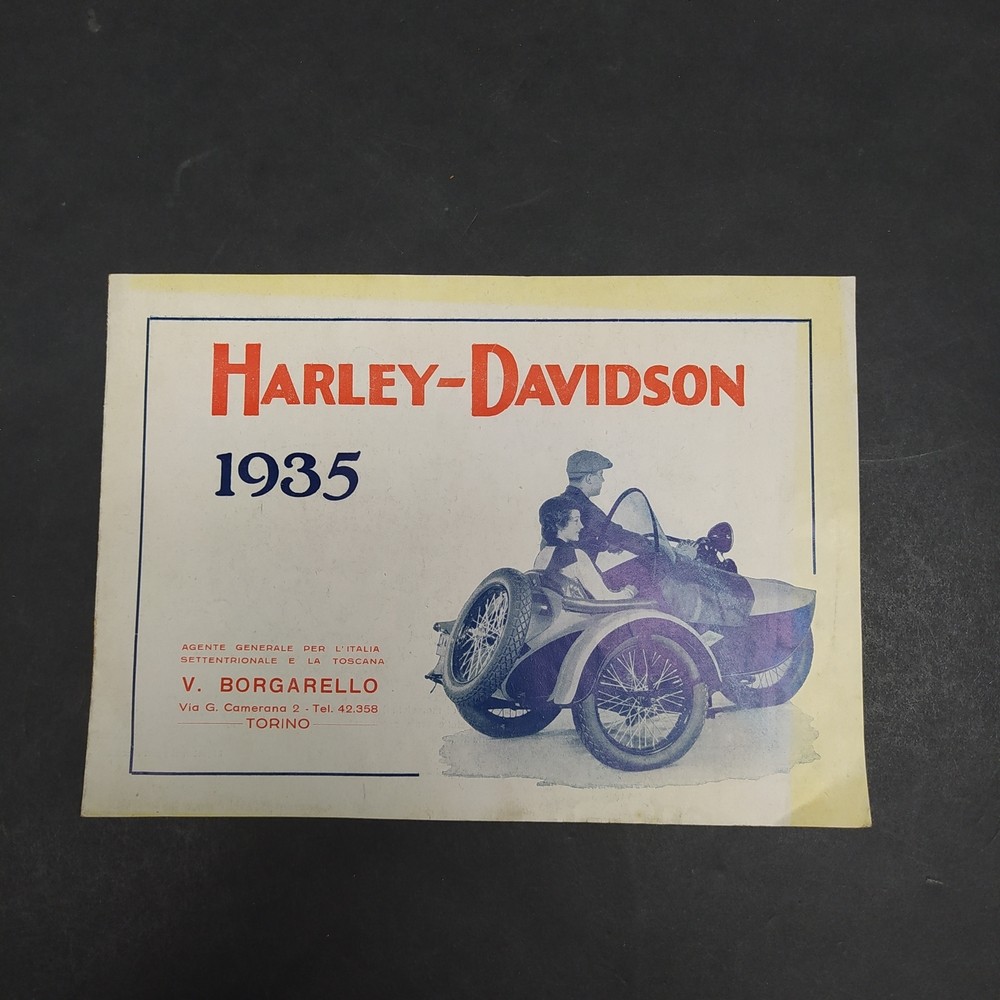 HARLEY-DAVIDSON
1935
AGENTE GENERALE PER L'ITALIA
SETTENTRIONALE E LA TOSCANA
V. BORGARELLO
Via G. Camerana 2 - Tel. 42.358
TORINO